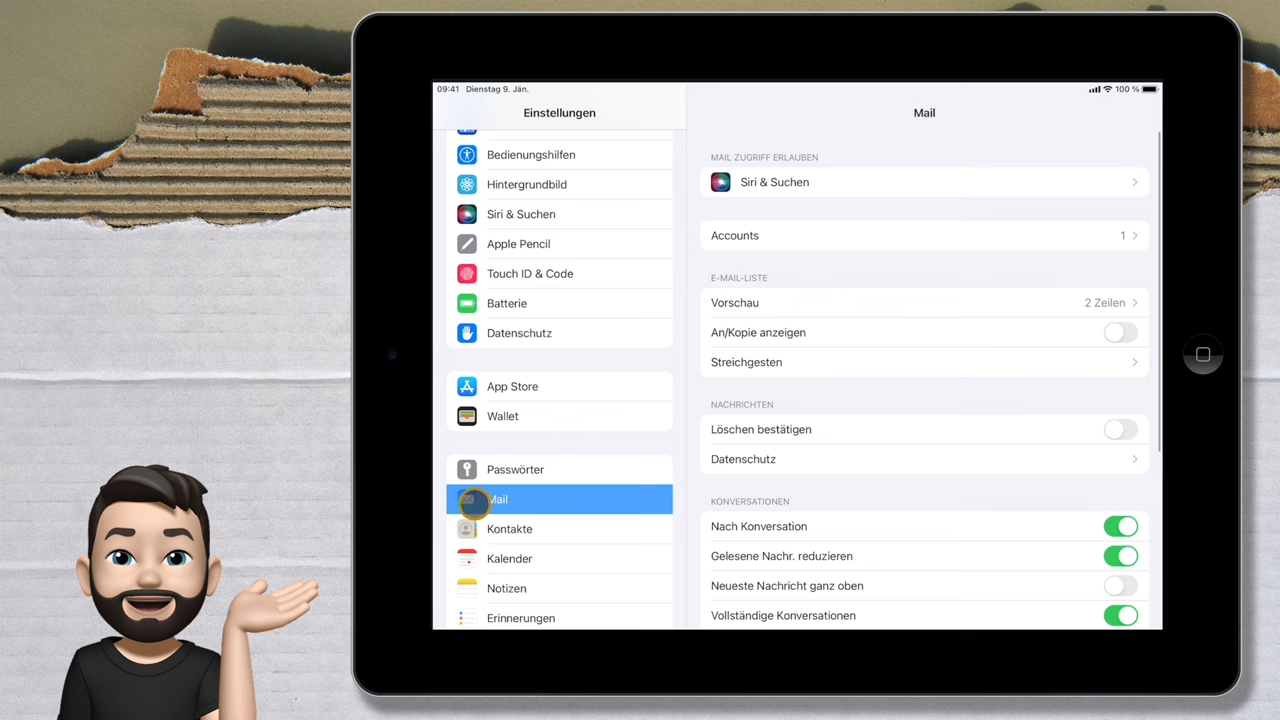 09:41 Dienstag 9. Jän.
100 %
Einstellungen
Bedienungshilfen
Hintergrundbild
Siri & Suchen
Apple Pencil
Touch ID & Code
Batterie
Datenschutz
App Store
Wallet
Passwörter
Mail
Kontakte
Kalender
Notizen
Erinnerungen
Mail
MAIL ZUGRIFF ERLAUBEN
Siri & Suchen
Accounts 1
E-MAIL-LISTE
Vorschau 2 Zeilen
An/Kopie anzeigen
Streichgesten
NACHRICHTEN
Löschen bestätigen
Datenschutz
KONVERSATIONEN
Nach Konversation
Gelesene Nachr. reduzieren
Neueste Nachricht ganz oben
Vollständige Konversationen